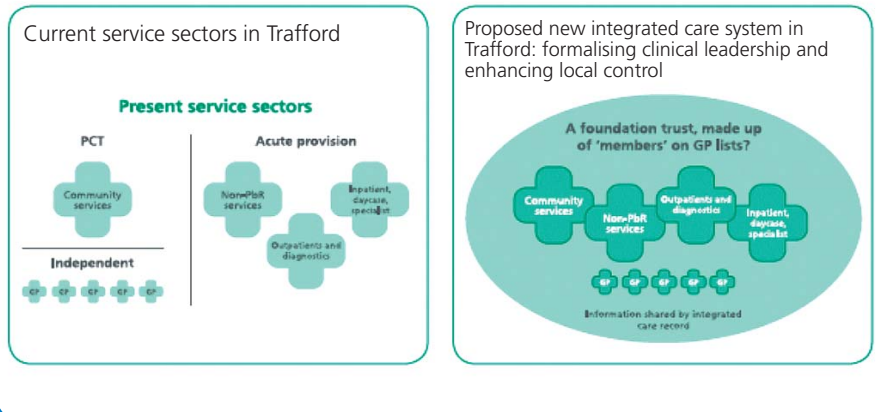 Current service sectors in Trafford
Present service sectors
PCT
Community
services
Independent
GP GP GP GP GP
Acute provision
Non-PbR
services
Inpatient,
daycase,
specialist
Outpatients and
diagnostics
Proposed new integrated care system in
Trafford: formalising clinical leadership and
enhancing local control
A foundation trust, made up
of 'members' on GP lists?
Community
services
Non-PbR
services
Outpatients and
diagnostics
Inpatient,
daycase,
specialist
GP GP GP GP GP
Information shared by integrated
care record